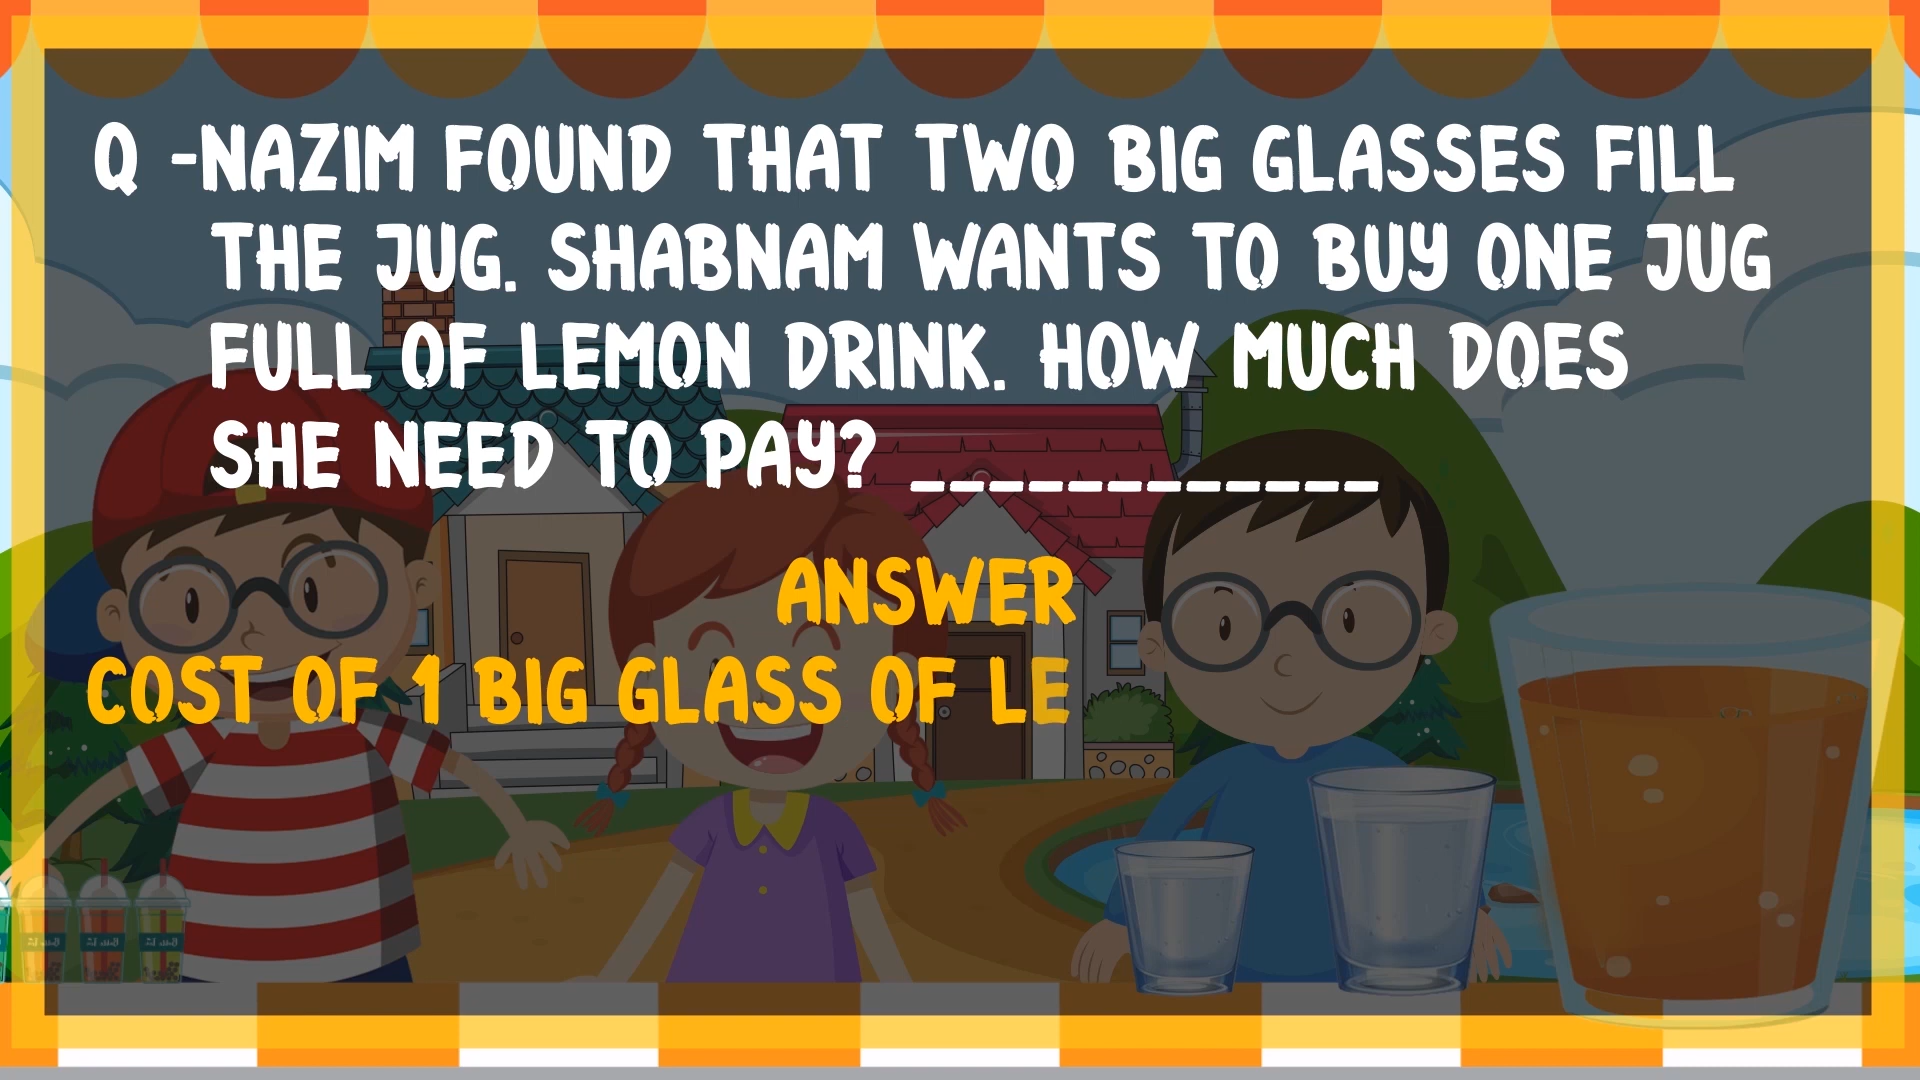 Q -NAZIM FOUND THAT TWO BIG GLASSES FILL
THE JUG. SHABNAM WANTS TO BUY ONE JUG
FULL OF LEMON DRINK. HOW MUCH DOES
SHE NEED TO PAY? ____________
ANSWER
COST OF 1 BIG GLASS OF LE